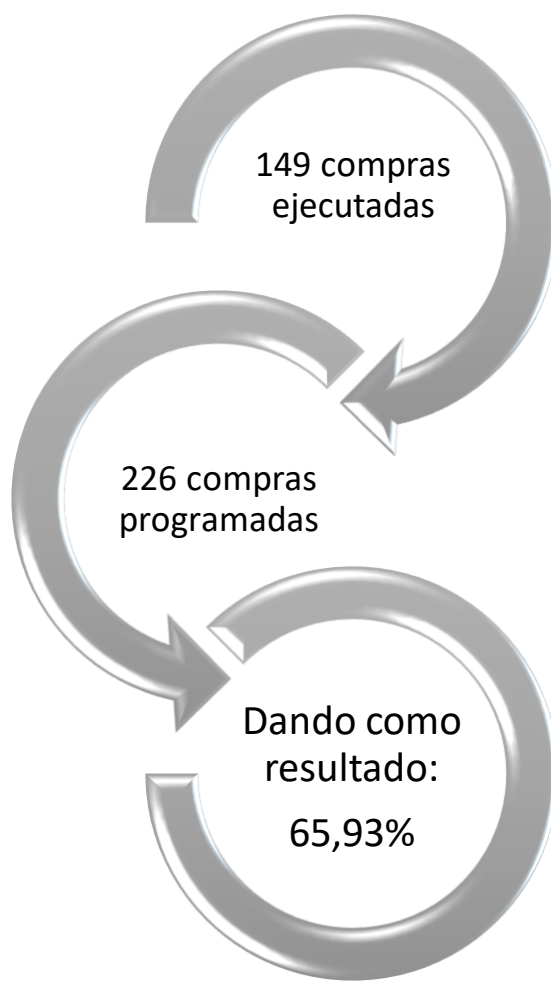 149 compras
ejecutadas
226 compras
programadas
Dando como
resultado:
65,93%